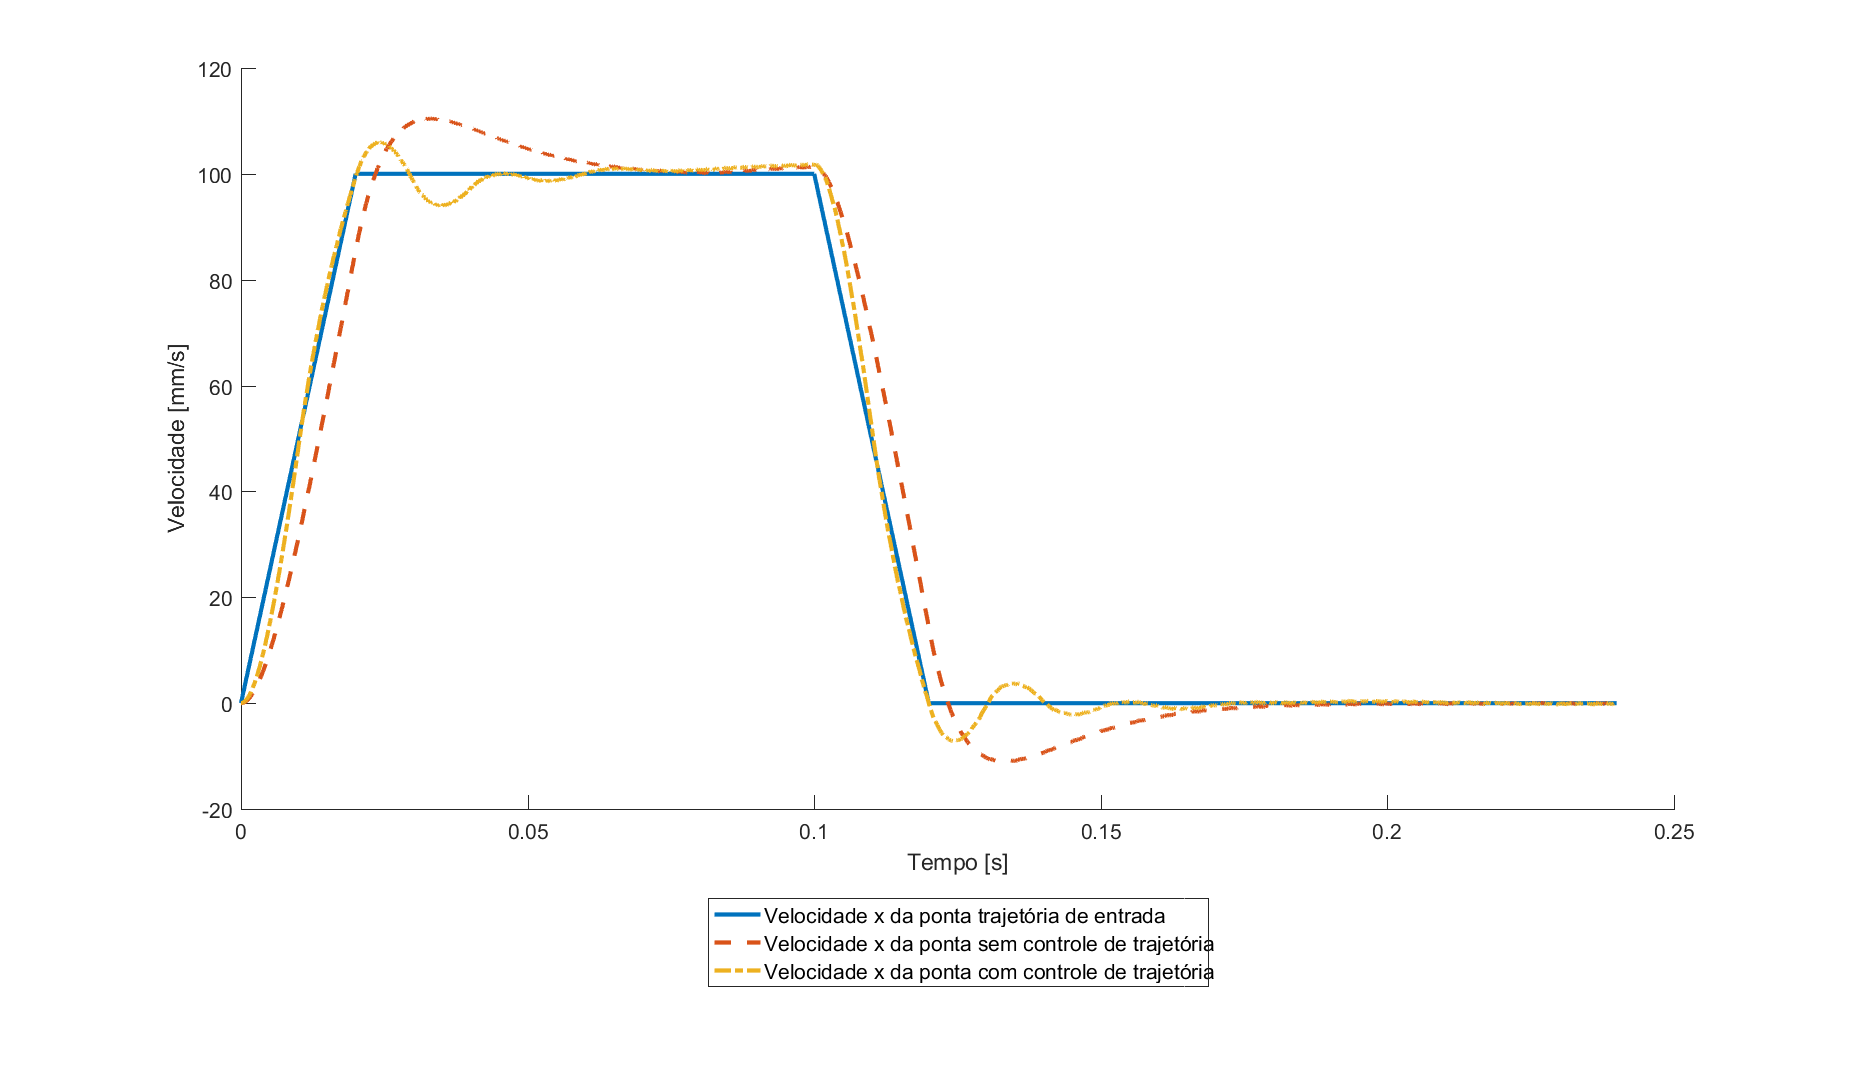 120
100
80
60
40
20
0
-20
Velocidade [mm/s]
0 0.05 0.1 0.15 0.2 0.25
Tempo [s]
Velocidade x da ponta trajetória de entrada
Velocidade x da ponta sem controle de trajetória
Velocidade x da ponta com controle de trajetória